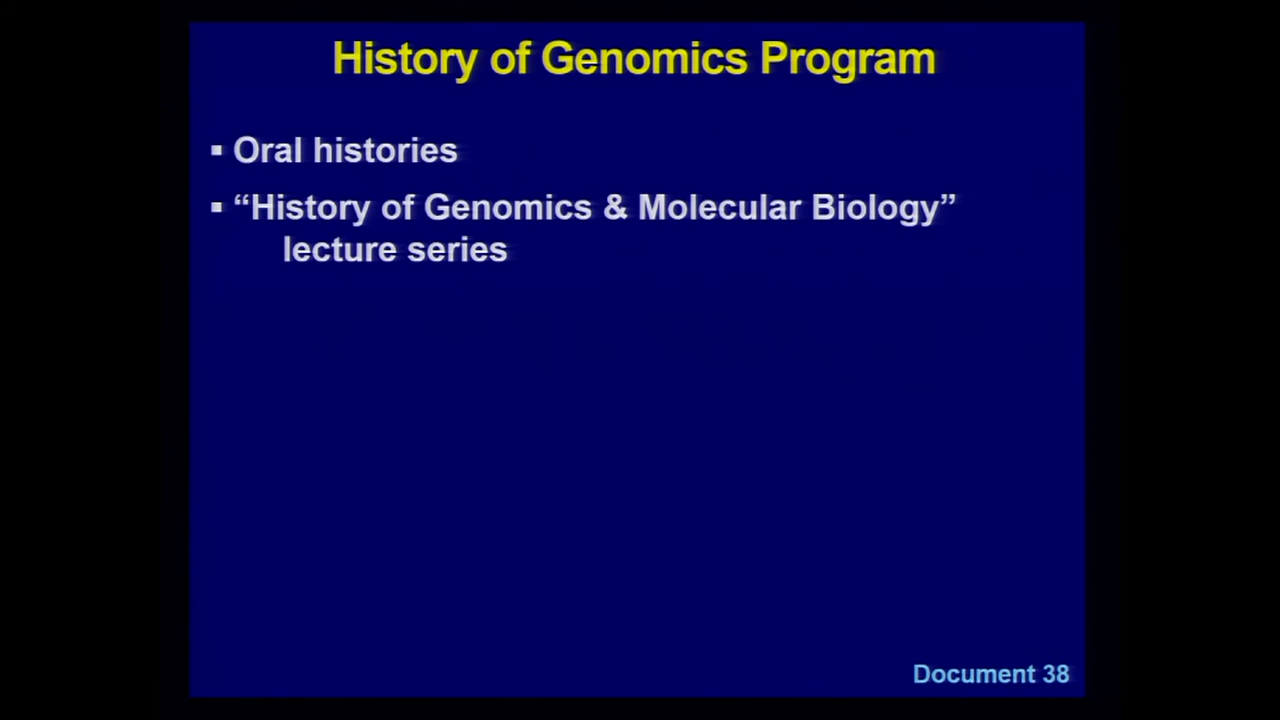 History of Genomics Program
▪ Oral histories
▪ “History of Genomics & Molecular Biology”
lecture series
Document 38